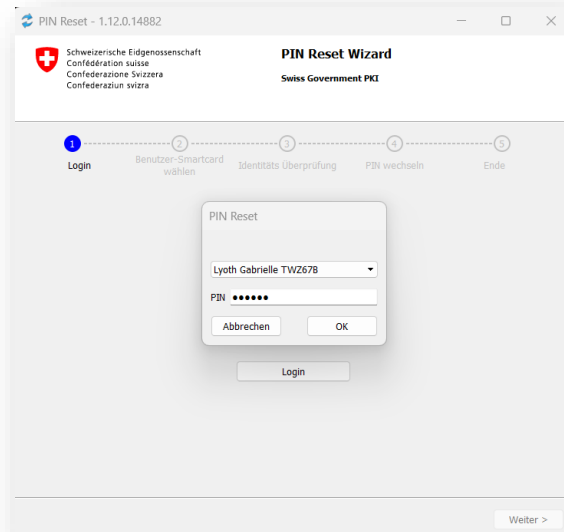 PIN Reset - 1.12.0.14882
Schweizerische Eidgenossenschaft
Confédération suisse
Confederazione Svizzera
Confederaziun svizra
PIN Reset Wizard
Swiss Government PKI
1 2 3 4 5
Login Benutzer-Smartcard wählen Identitäts Überprüfung PIN wechseln Ende
PIN Reset
Lyoth Gabrielle TWZ67B
PIN ●●●●●●
Abbrechen OK
Login
Weiter >